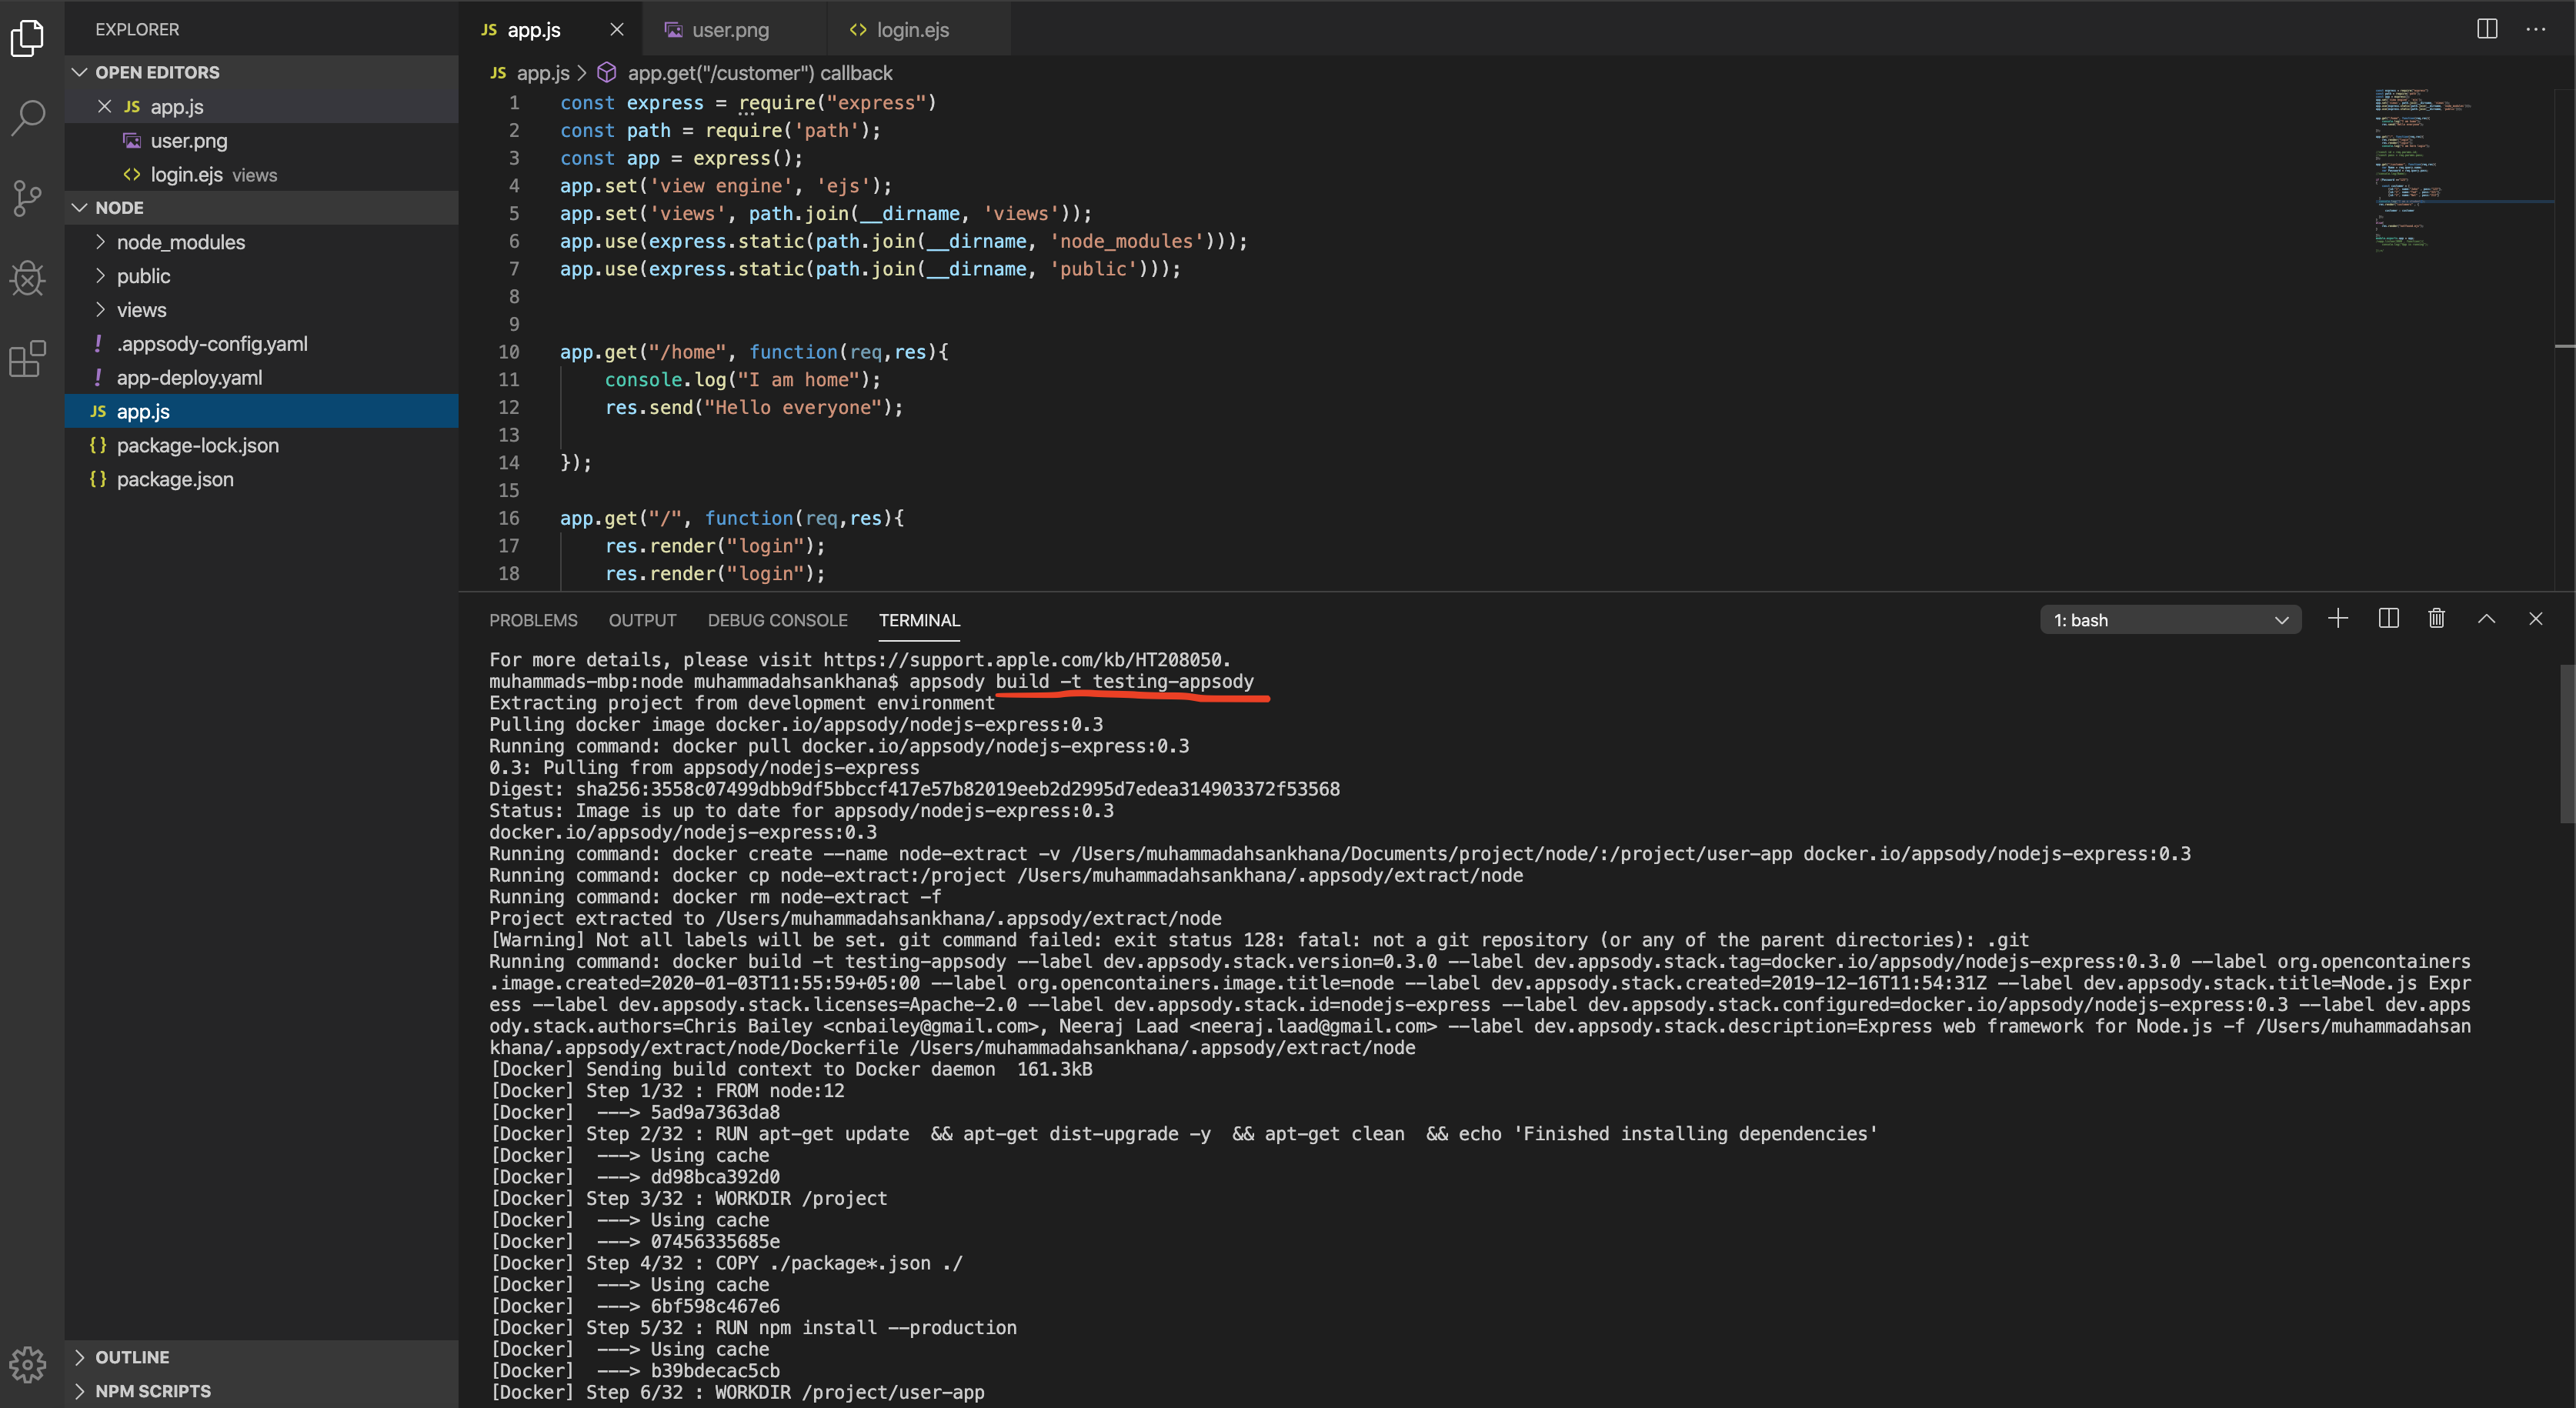 EXPLORER
OPEN EDITORS
JS app.js
user.png
login.ejs views
NODE
node_modules
public
views
! .appsody-config.yaml
! app-deploy.yaml
JS app.js
{} package-lock.json
{} package.json
OUTLINE
NPM SCRIPTS
JS app.js
user.png
<> login.ejs
JS app.js > app.get("/customer") callback
1 const express = require("express")
2 const path = require('path');
3 const app = express();
4 app.set('view engine', 'ejs');
5 app.set('views', path.join(__dirname, 'views'));
6 app.use(express.static(path.join(__dirname, 'node_modules')));
7 app.use(express.static(path.join(__dirname, 'public')));
8
9
10 app.get("/home", function(req,res){
11 console.log("I am home");
12 res.send("Hello everyone");
13
14 });
15
16 app.get("/", function(req,res){
17 res.render("login");
18 res.render("login");
PROBLEMS OUTPUT DEBUG CONSOLE TERMINAL 1: bash
For more details, please visit https://support.apple.com/kb/HT208050.
muhammads-mbp:node muhammadahsankhana$ appsody build -t testing-appsody
Extracting project from development environment
Pulling docker image docker.io/appsody/nodejs-express:0.3
Running command: docker pull docker.io/appsody/nodejs-express:0.3
0.3: Pulling from appsody/nodejs-express
Digest: sha256:3558c07499dbb9df5bbccf417e57b82019eeb2d2995d7edea314903372f53568
Status: Image is up to date for appsody/nodejs-express:0.3
docker.io/appsody/nodejs-express:0.3
Running command: docker create --name node-extract -v /Users/muhammadahsankhana/Documents/project/node/:/project/user-app docker.io/appsody/nodejs-express:0.3
Running command: docker cp node-extract:/project /Users/muhammadahsankhana/.appsody/extract/node
Running command: docker rm node-extract -f
Project extracted to /Users/muhammadahsankhana/.appsody/extract/node
[Warning] Not all labels will be set. git command failed: exit status 128: fatal: not a git repository (or any of the parent directories): .git
Running command: docker build -t testing-appsody --label dev.appsody.stack.version=0.3.0 --label dev.appsody.stack.tag=docker.io/appsody/nodejs-express:0.3.0 --label org.opencontainers
.image.created=2020-01-03T11:55:59+05:00 --label org.opencontainers.image.title=node --label dev.appsody.stack.created=2019-12-16T11:54:31Z --label dev.appsody.stack.title=Node.js Expr
ess --label dev.appsody.stack.licenses=Apache-2.0 --label dev.appsody.stack.id=nodejs-express --label dev.appsody.stack.configured=docker.io/appsody/nodejs-express:0.3 --label dev.apps
ody.stack.authors=Chris Bailey <cnbailey@gmail.com>, Neeraj Laad <neeraj.laad@gmail.com> --label dev.appsody.stack.description=Express web framework for Node.js -f /Users/muhammadahsan
khana/.appsody/extract/node/Dockerfile /Users/muhammadahsankhana/.appsody/extract/node
[Docker] Sending build context to Docker daemon 161.3kB
[Docker] Step 1/32 : FROM node:12
[Docker] ---> 5ad9a7363da8
[Docker] Step 2/32 : RUN apt-get update && apt-get dist-upgrade -y && apt-get clean && echo 'Finished installing dependencies'
[Docker] ---> Using cache
[Docker] ---> dd98bca392d0
[Docker] Step 3/32 : WORKDIR /project
[Docker] ---> Using cache
[Docker] ---> 07456335685e
[Docker] Step 4/32 : COPY ./package*.json ./
[Docker] ---> Using cache
[Docker] ---> 6bf598c467e6
[Docker] Step 5/32 : RUN npm install --production
[Docker] ---> Using cache
[Docker] ---> b39bdecac5cb
[Docker] Step 6/32 : WORKDIR /project/user-app